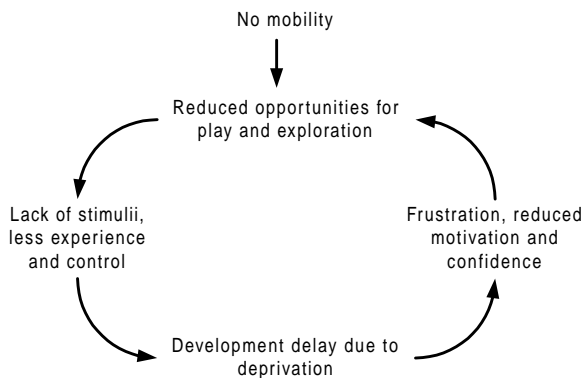 No mobility
Reduced opportunities for
play and exploration
Lack of stimulii,
less experience
and control
Frustration, reduced
motivation and
confidence
Development delay due to
deprivation